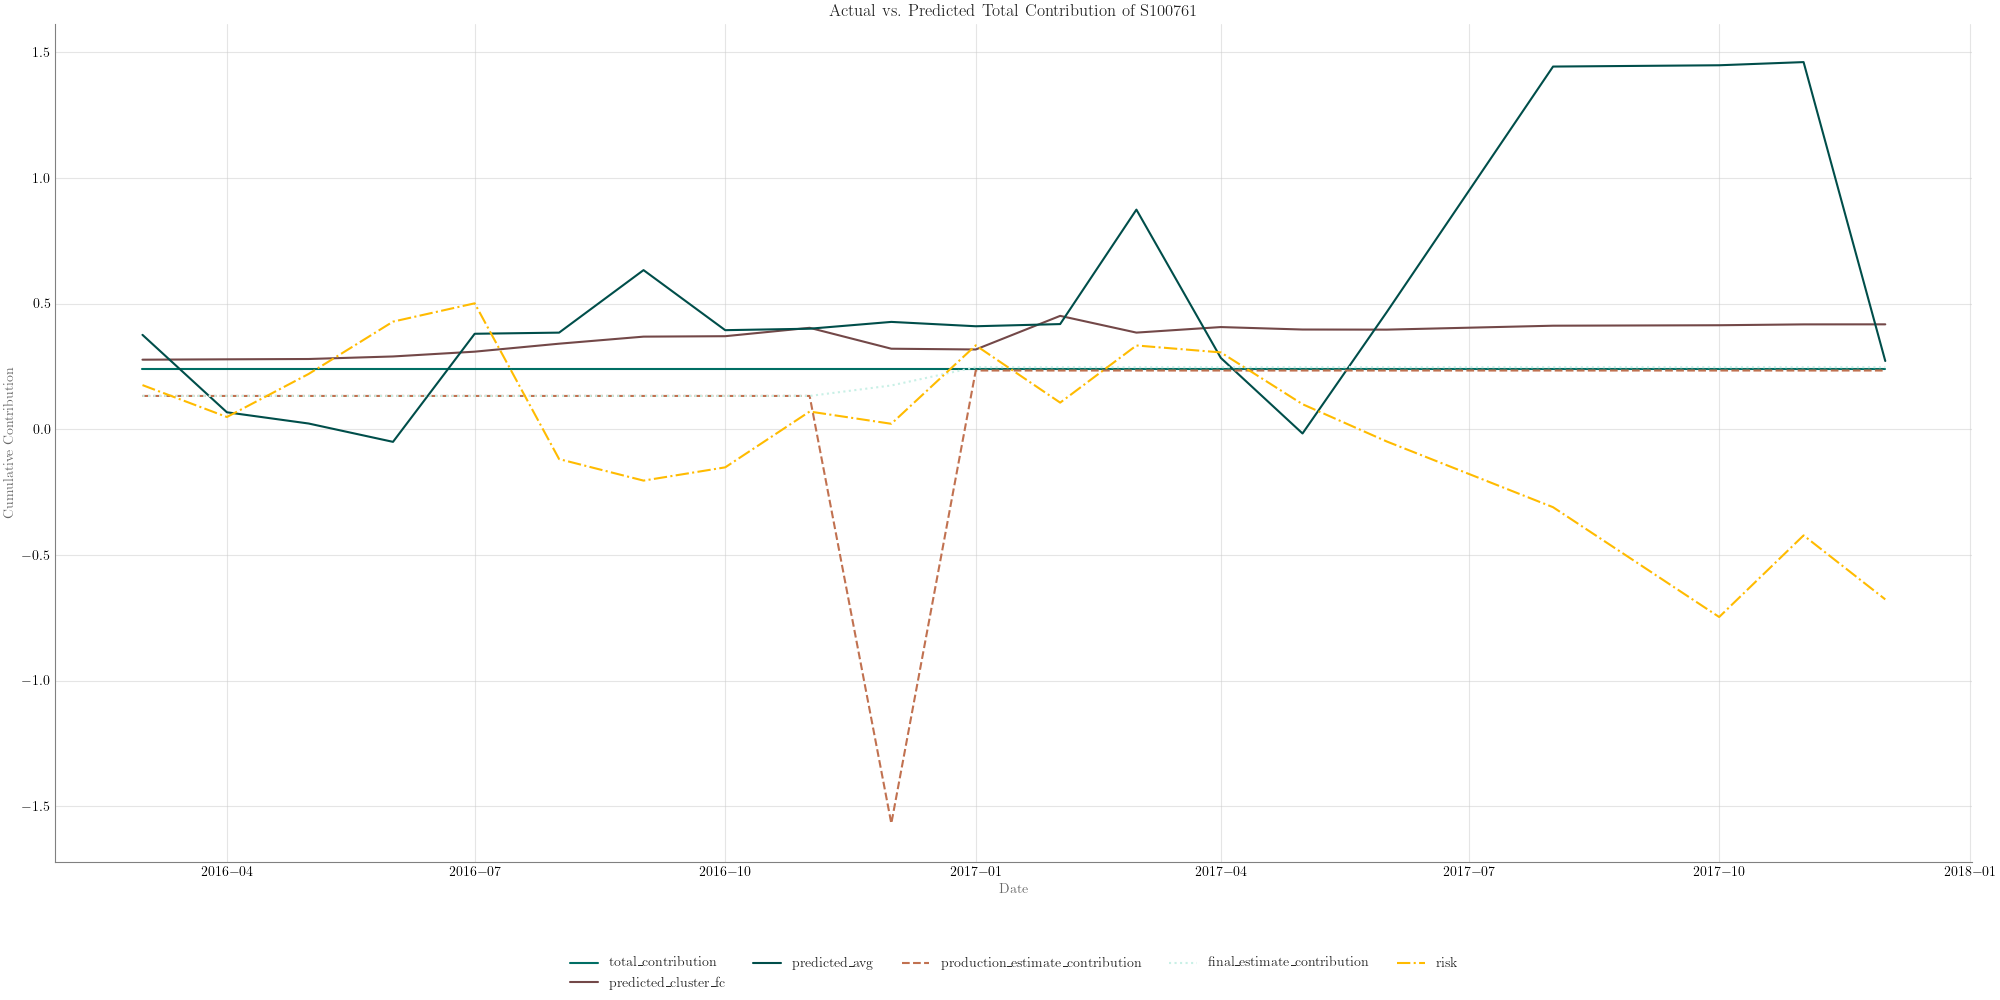 Actual vs. Predicted Total Contribution of S100761
1.5
1.0
0.5
0.0
−0.5
−1.0
−1.5
Cumulative Contribution
2016−04 2016−07 2016−10 2017−01 2017−04 2017−07 2017−10 2018−01
Date
total_contribution predicted_avg production_estimate_contribution final_estimate_contribution risk
predicted_cluster_fc